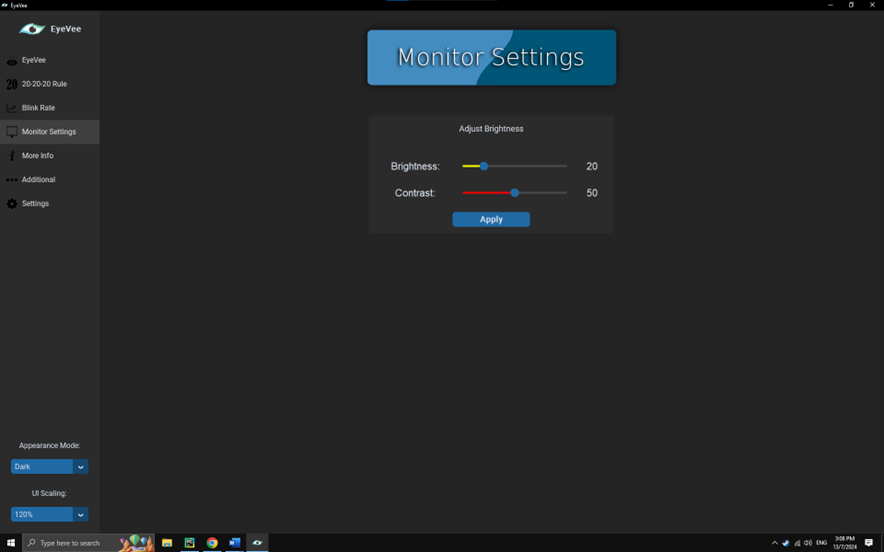 EyeVee
EyeVee
EyeVee
20 20-20-20 Rule
Blink Rate
Monitor Settings
More Info
Additional
Settings
Monitor Settings
Adjust Brightness
Brightness: 20
Contrast: 50
Apply
Appearance Mode:
Dark
UI Scaling:
120%
Type here to search
ENG
3:08 PM
13/7/2024